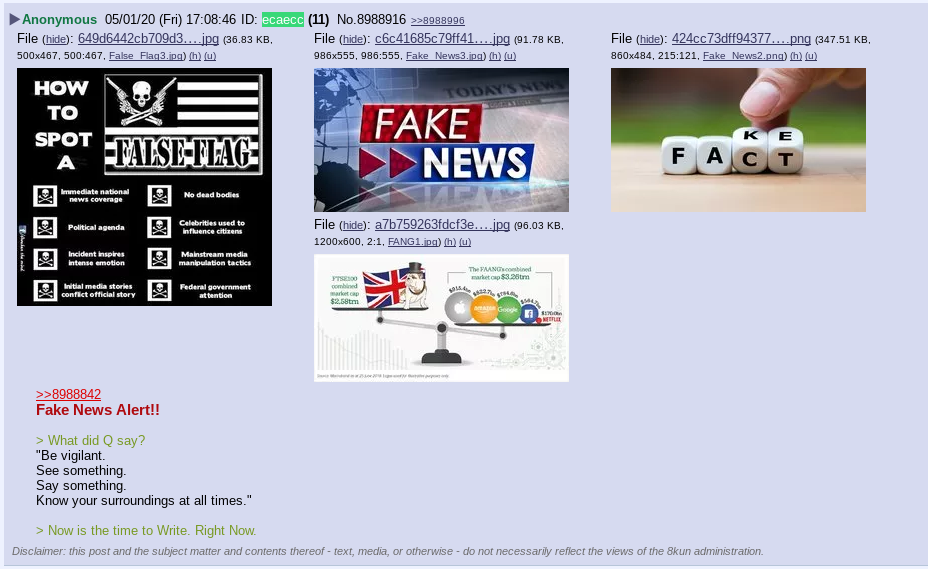 ▶Anonymous 05/01/20 (Fri) 17:08:46 ID: ecaecc (11) No.8988916 >>8988996
File (hide): 649d6442cb709d3….jpg (36.83 KB,
500x467, 500:467, False_Flag3.jpg) (h) (u)
HOW
TO
SPOT
A
FALSE-FLAG
Immediate national
news coverage
No dead bodies
Political agenda
Celebrities used to
influence citizens
Incident inspires
intense emotion
Mainstream media
manipulation tactics
Initial media stories
conflict official story
Federal government
attention
File (hide): c6c41685c79ff41….jpg (91.78 KB,
986x555, 986:555, Fake_News3.jpg) (h) (u)
TODAY'S NEWS
FAKE
NEWS
File (hide): 424cc73dff94377….png (347.51 KB,
860x484, 215:121, Fake_News2.png) (h) (u)
K E
F A C T
File (hide): a7b759263fdcf3e….jpg (96.03 KB,
1200x600, 2:1, FANG1.jpg) (h) (u)
FTSE100
combined
market cap
$2.58trn
The FAANG's combined
market cap $3.26trn
amazon
Google
NETFLIX
>>8988842
Fake News Alert!!
> What did Q say?
"Be vigilant.
See something.
Say something.
Know your surroundings at all times."
> Now is the time to Write. Right Now.
Disclaimer: this post and the subject matter and contents thereof - text, media, or otherwise - do not necessarily reflect the views of the 8kun administration.